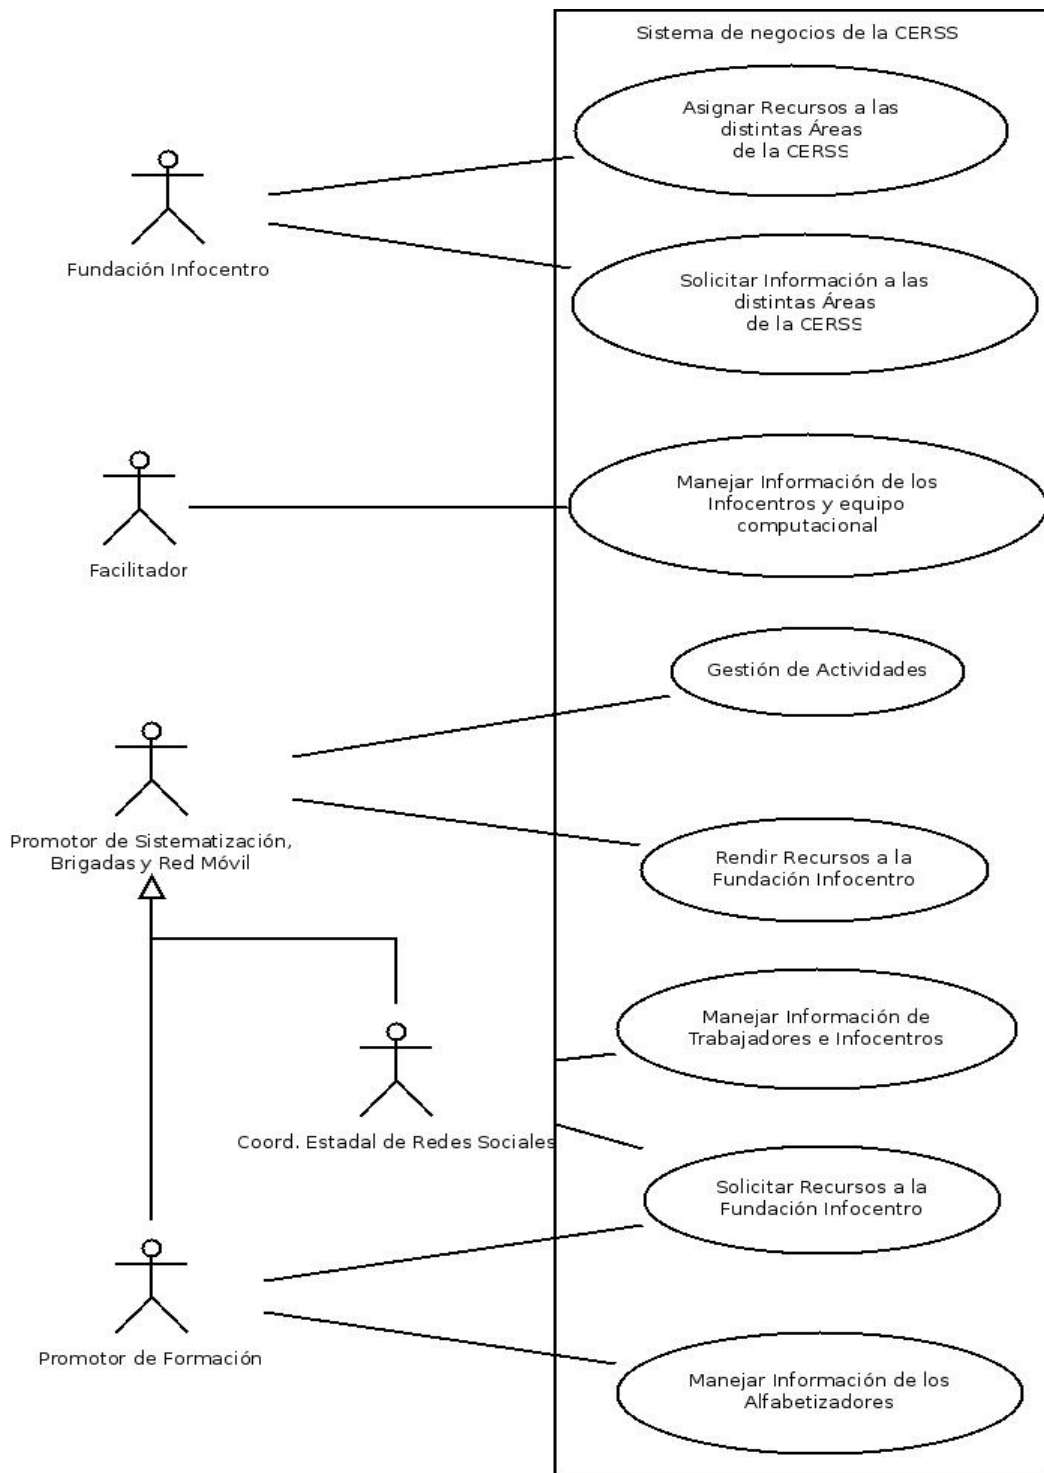 Sistema de negocios de la CERSS
Asignar Recursos a las
distintas Áreas
de la CERSS
Fundación Infocentro
Solicitar Información a las
distintas Áreas
de la CERSS
Manejar Información de los
Infocentros y equipo
computacional
Facilitador
Gestión de Actividades
Promotor de Sistematización,
Brigadas y Red Móvil
Rendir Recursos a la
Fundación Infocentro
Manejar Información de
Trabajadores e Infocentros
Coord. Estadal de Redes Sociales
Solicitar Recursos a la
Fundación Infocentro
Promotor de Formación
Manejar Información de los
Alfabetizadores